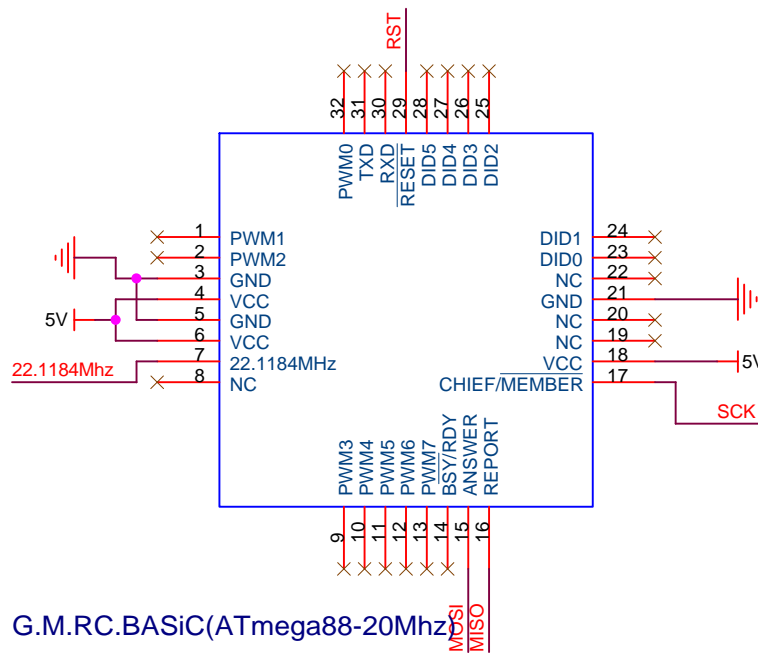 RST
32 31 30 29 28 27 26 25
PWM0 TXD RXD RESET DID5 DID4 DID3 DID2
1 PWM1
2 PWM2
3 GND
4 VCC
5V
5 GND
6 VCC
22.1184Mhz
7 22.1184MHz
8 NC
DID1 24
DID0 23
NC 22
GND 21
NC 20
NC 19
VCC 18
5V
CHIEF/MEMBER 17
SCK
PWM3 PWM4 PWM5 PWM6 PWM7 BSY/RDY ANSWER REPORT
9 10 11 12 13 14 15 16
MOSI MISO
G.M.RC.BASiC(ATmega88-20Mhz)